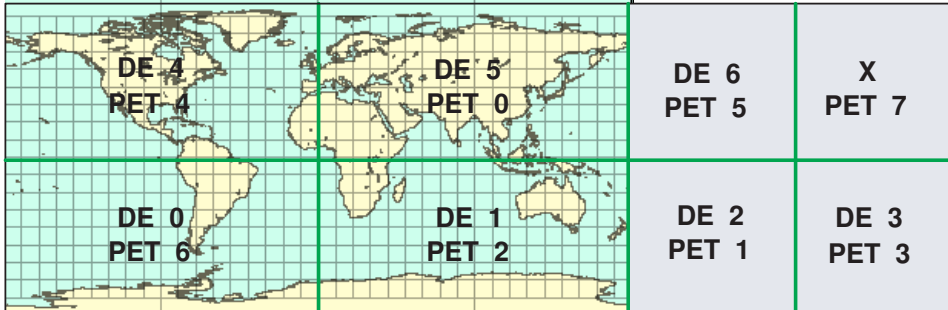 DE 4
PET 4
DE 5
PET 0
DE 6
PET 5
X
PET 7
DE 0
PET 6
DE 1
PET 2
DE 2
PET 1
DE 3
PET 3